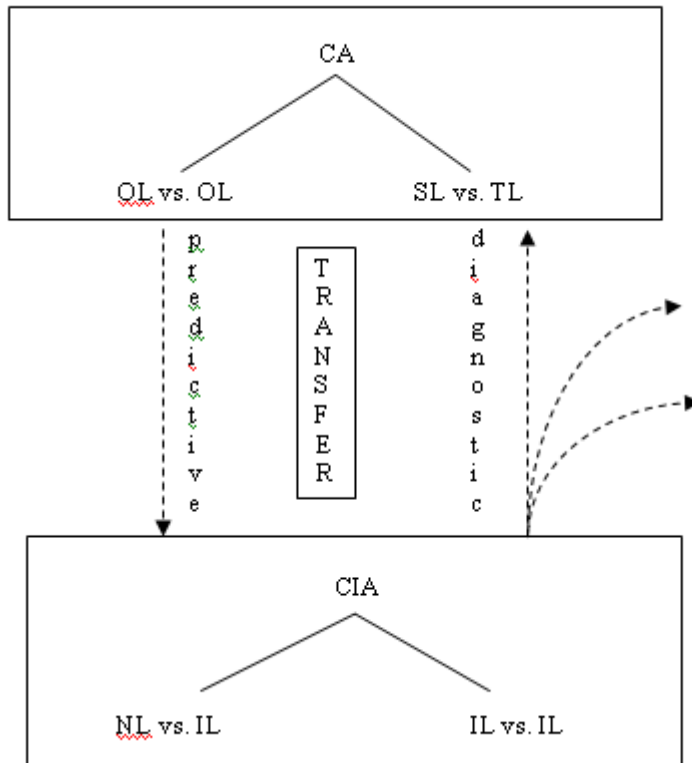 CA
OL vs. OL
SL vs. TL
predictive
TRANSFER
diagnostic
CIA
NL vs. IL
IL vs. IL